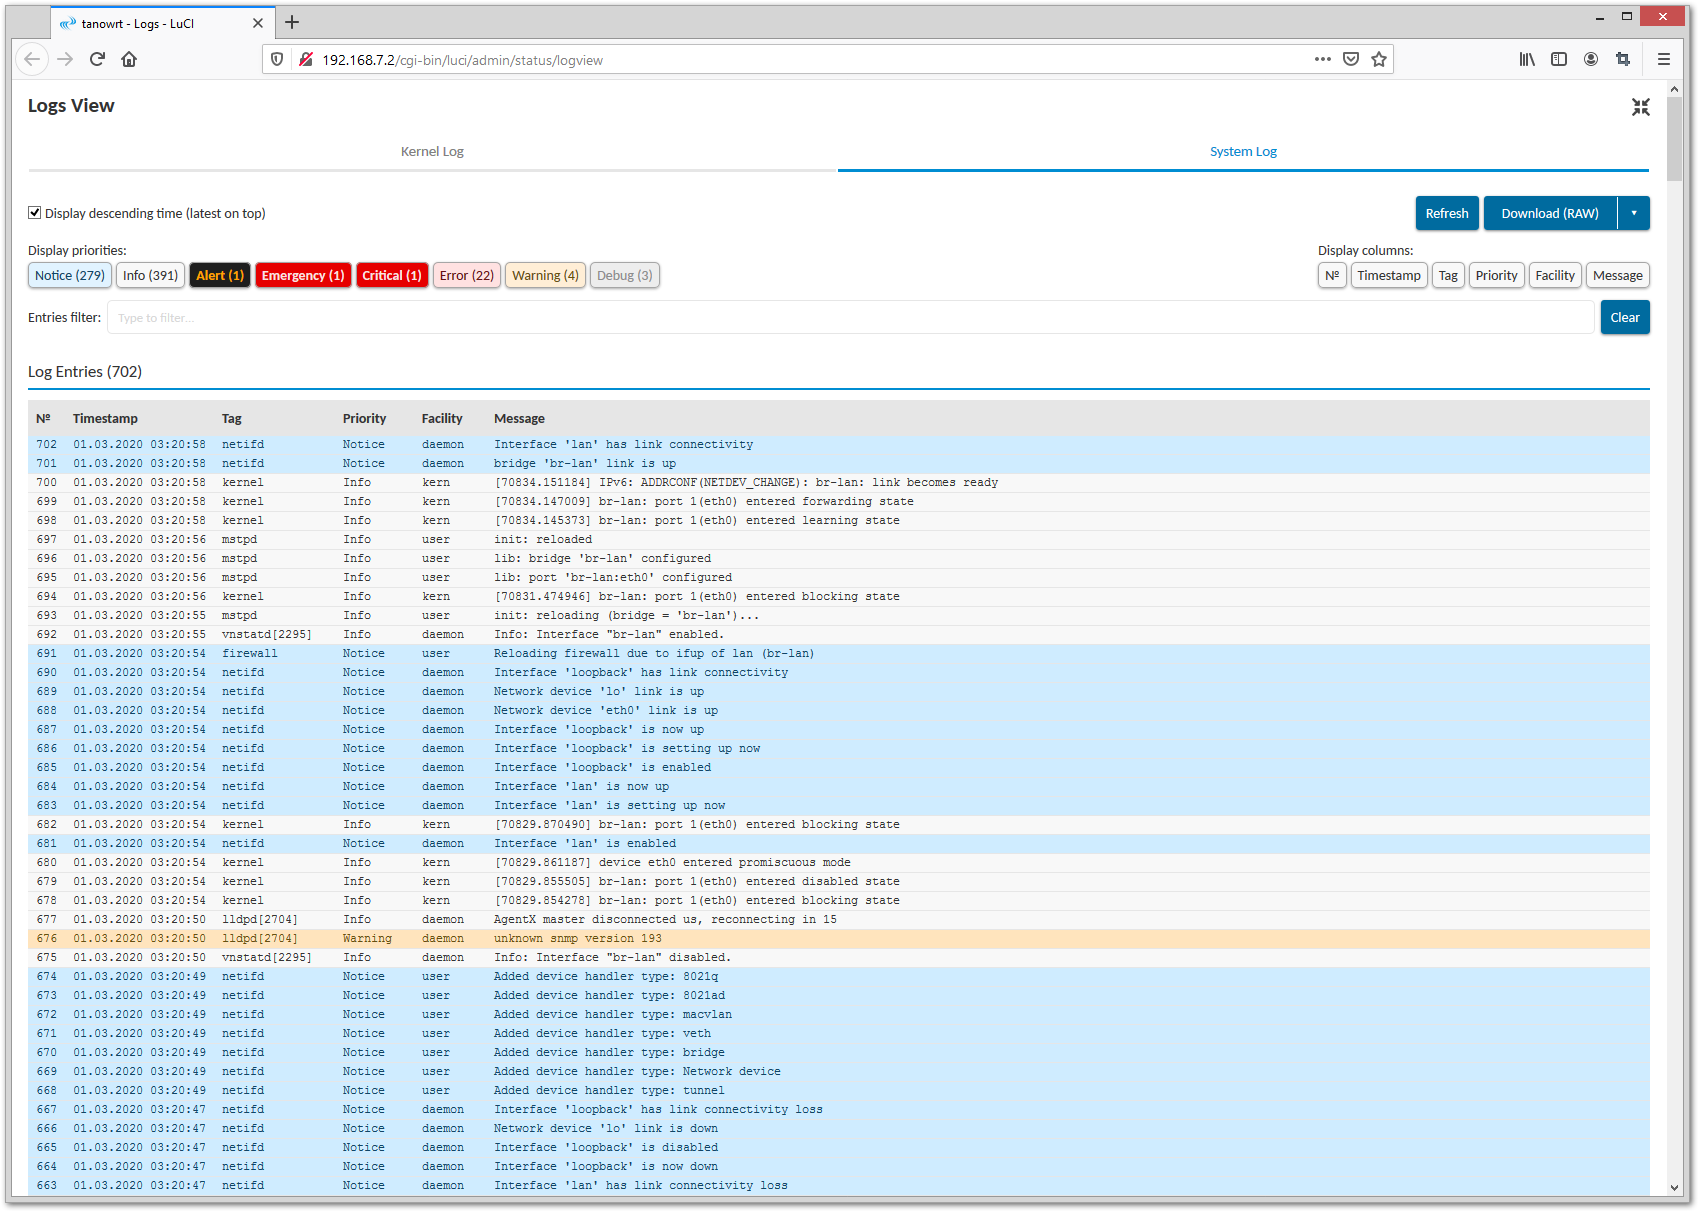 tanowrt - Logs - LuCI
192.168.7.2/cgi-bin/luci/admin/status/logview
Logs View
Kernel Log
System Log
Display descending time (latest on top)
Refresh
Download (RAW)
Display priorities:
Display columns:
Notice (279) Info (391) Alert (1) Emergency (1) Critical (1) Error (22) Warning (4) Debug (3)
№ Timestamp Tag Priority Facility Message
Entries filter: Type to filter... Clear
Log Entries (702)
№ Timestamp Tag Priority Facility Message
702 01.03.2020 03:20:58 netifd Notice daemon Interface 'lan' has link connectivity
701 01.03.2020 03:20:58 netifd Notice daemon bridge 'br-lan' link is up
700 01.03.2020 03:20:58 kernel Info kern [70834.151184] IPv6: ADDRCONF(NETDEV_CHANGE): br-lan: link becomes ready
699 01.03.2020 03:20:58 kernel Info kern [70834.147009] br-lan: port 1(eth0) entered forwarding state
698 01.03.2020 03:20:58 kernel Info kern [70834.145373] br-lan: port 1(eth0) entered learning state
697 01.03.2020 03:20:56 mstpd Info user init: reloaded
696 01.03.2020 03:20:56 mstpd Info user lib: bridge 'br-lan' configured
695 01.03.2020 03:20:56 mstpd Info user lib: port 'br-lan:eth0' configured
694 01.03.2020 03:20:56 kernel Info kern [70831.474946] br-lan: port 1(eth0) entered blocking state
693 01.03.2020 03:20:55 mstpd Info user init: reloading (bridge = 'br-lan')...
692 01.03.2020 03:20:55 vnstatd[2295] Info daemon Info: Interface "br-lan" enabled.
691 01.03.2020 03:20:54 firewall Notice user Reloading firewall due to ifup of lan (br-lan)
690 01.03.2020 03:20:54 netifd Notice daemon Interface 'loopback' has link connectivity
689 01.03.2020 03:20:54 netifd Notice daemon Network device 'lo' link is up
688 01.03.2020 03:20:54 netifd Notice daemon Network device 'eth0' link is up
687 01.03.2020 03:20:54 netifd Notice daemon Interface 'loopback' is now up
686 01.03.2020 03:20:54 netifd Notice daemon Interface 'loopback' is setting up now
685 01.03.2020 03:20:54 netifd Notice daemon Interface 'loopback' is enabled
684 01.03.2020 03:20:54 netifd Notice daemon Interface 'lan' is now up
683 01.03.2020 03:20:54 netifd Notice daemon Interface 'lan' is setting up now
682 01.03.2020 03:20:54 kernel Info kern [70829.870490] br-lan: port 1(eth0) entered blocking state
681 01.03.2020 03:20:54 netifd Notice daemon Interface 'lan' is enabled
680 01.03.2020 03:20:54 kernel Info kern [70829.861187] device eth0 entered promiscuous mode
679 01.03.2020 03:20:54 kernel Info kern [70829.855505] br-lan: port 1(eth0) entered disabled state
678 01.03.2020 03:20:54 kernel Info kern [70829.854278] br-lan: port 1(eth0) entered blocking state
677 01.03.2020 03:20:50 lldpd[2704] Info daemon AgentX master disconnected us, reconnecting in 15
676 01.03.2020 03:20:50 lldpd[2704] Warning daemon unknown snmp version 193
675 01.03.2020 03:20:50 vnstatd[2295] Info daemon Info: Interface "br-lan" disabled.
674 01.03.2020 03:20:49 netifd Notice user Added device handler type: 8021q
673 01.03.2020 03:20:49 netifd Notice user Added device handler type: 8021ad
672 01.03.2020 03:20:49 netifd Notice user Added device handler type: macvlan
671 01.03.2020 03:20:49 netifd Notice user Added device handler type: veth
670 01.03.2020 03:20:49 netifd Notice user Added device handler type: bridge
669 01.03.2020 03:20:49 netifd Notice user Added device handler type: Network device
668 01.03.2020 03:20:49 netifd Notice user Added device handler type: tunnel
667 01.03.2020 03:20:47 netifd Notice daemon Interface 'loopback' has link connectivity loss
666 01.03.2020 03:20:47 netifd Notice daemon Network device 'lo' link is down
665 01.03.2020 03:20:47 netifd Notice daemon Interface 'loopback' is disabled
664 01.03.2020 03:20:47 netifd Notice daemon Interface 'loopback' is now down
663 01.03.2020 03:20:47 netifd Notice daemon Interface 'lan' has link connectivity loss